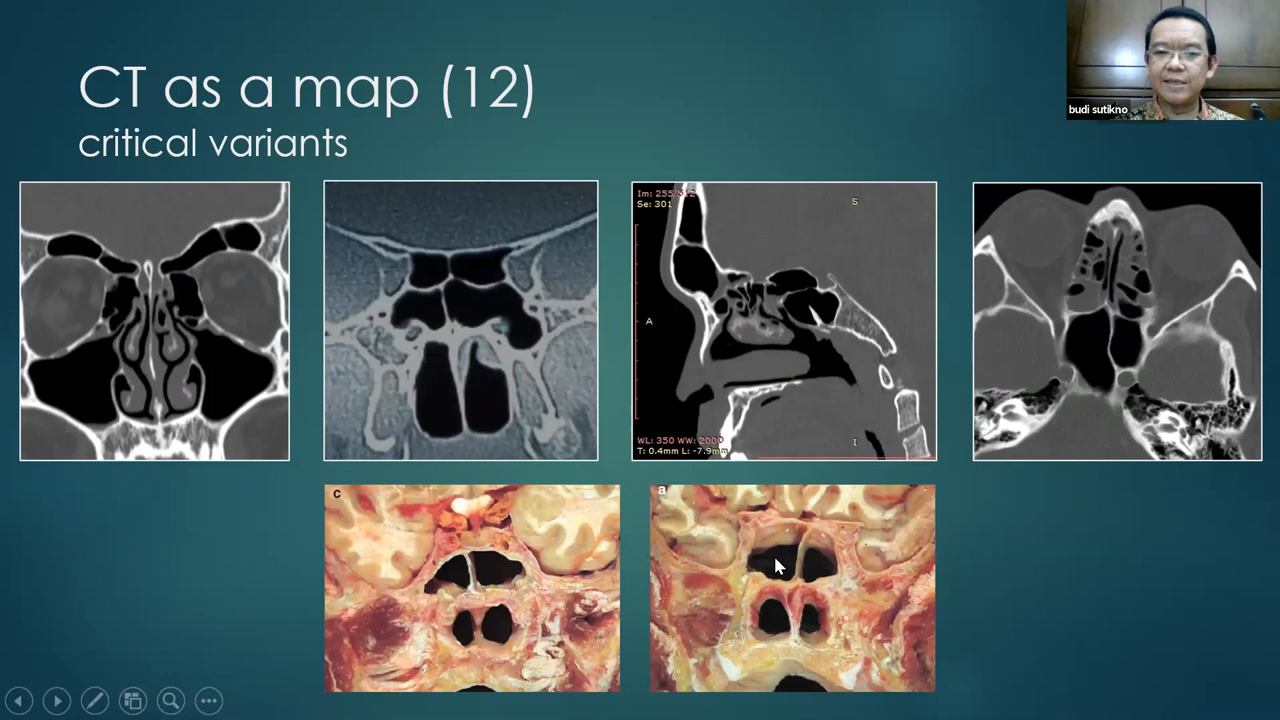 CT as a map (12)
critical variants
budi sutikno
Im: 255/512
Se: 301
S
A
WL: 350 WW: 2000
T: 0.4mm L: -7.9mm
I
c
a